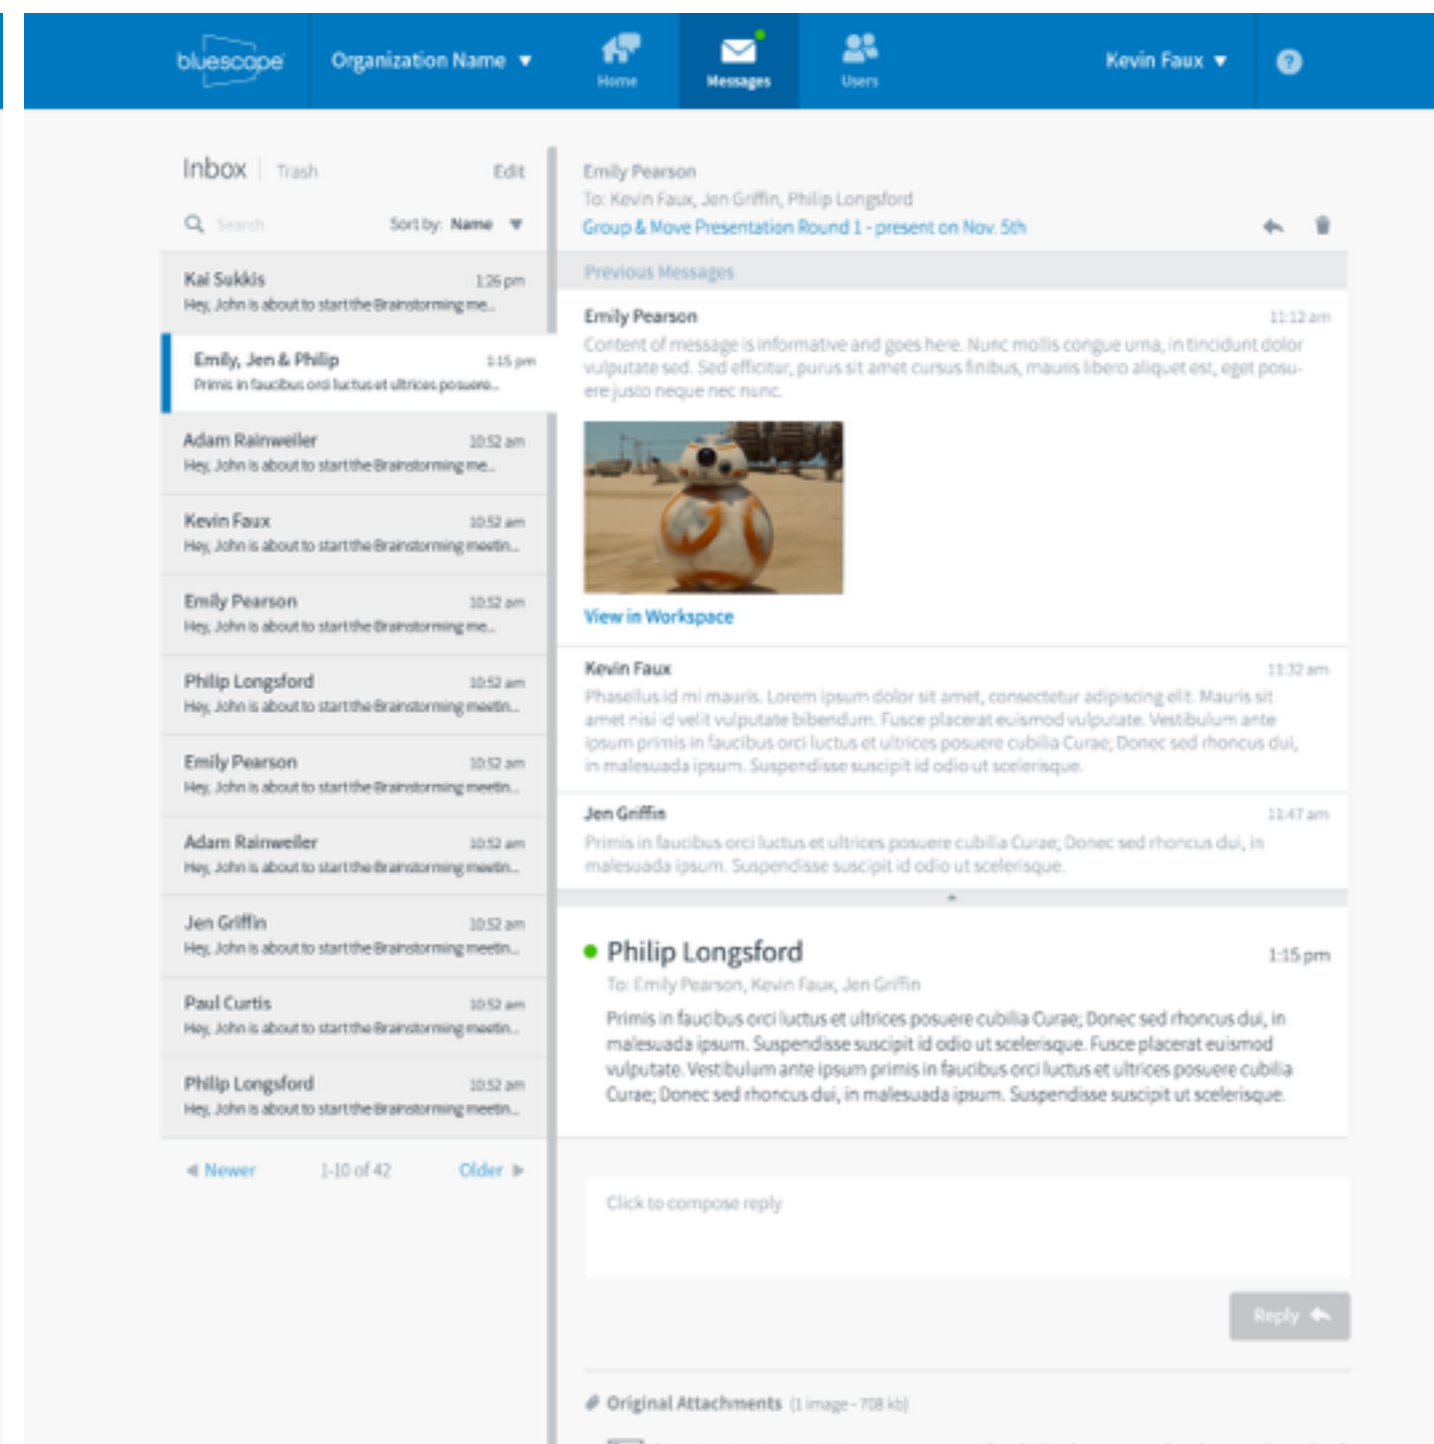 bluescope
Organization Name
Home
Messages
Users
Kevin Faux
?
Inbox
Trash
Edit
Search
Sort by: Name
Kai Sukkis
1:26 pm
Hey, John is about to start the Brainstorming me...
Emily, Jen & Philip
1:15 pm
Primis in faucibus orci luctus et ultrices posuere...
Adam Rainweiler
10:52 am
Hey, John is about to start the Brainstorming me...
Kevin Faux
10:52 am
Hey, John is about to start the Brainstorming meetin...
Emily Pearson
10:52 am
Hey, John is about to start the Brainstorming me...
Philip Longsford
10:52 am
Hey, John is about to start the Brainstorming meetin...
Emily Pearson
10:52 am
Hey, John is about to start the Brainstorming meetin...
Adam Rainweiler
10:52 am
Hey, John is about to start the Brainstorming meetin...
Jen Griffin
10:52 am
Hey, John is about to start the Brainstorming meetin...
Paul Curtis
10:52 am
Hey, John is about to start the Brainstorming meetin...
Philip Longsford
10:52 am
Hey, John is about to start the Brainstorming meetin...
Newer
1-10 of 42
Older
Emily Pearson
To: Kevin Faux, Jen Griffin, Philip Longsford
Group & Move Presentation Round 1 - present on Nov. 5th
Previous Messages
Emily Pearson
11:12 am
Content of message is informative and goes here. Nunc mollis congue urna, in tincidunt dolor
vulputate sed. Sed efficitur, purus sit amet cursus finibus, mauris libero aliquet est, eget posu-
ere justo neque nec nunc.
View in Workspace
Kevin Faux
11:32 am
Phasellus id mi mauris. Lorem ipsum dolor sit amet, consectetur adipiscing elit. Mauris sit
amet nisi id velit vulputate bibendum. Fusce placerat euismod vulputate. Vestibulum ante
ipsum primis in faucibus orci luctus et ultrices posuere cubilia Curae; Donec sed rhoncus dui,
in malesuada ipsum. Suspendisse suscipit id odio ut scelerisque.
Jen Griffin
11:47 am
Primis in faucibus orci luctus et ultrices posuere cubilia Curae; Donec sed rhoncus dui, in
malesuada ipsum. Suspendisse suscipit id odio ut scelerisque.
Philip Longsford
1:15 pm
To: Emily Pearson, Kevin Faux, Jen Griffin
Primis in faucibus orci luctus et ultrices posuere cubilia Curae; Donec sed rhoncus dui, in
malesuada ipsum. Suspendisse suscipit id odio ut scelerisque. Fusce placerat euismod
vulputate. Vestibulum ante ipsum primis in faucibus orci luctus et ultrices posuere cubilia
Curae; Donec sed rhoncus dui, in malesuada ipsum. Suspendisse suscipit ut scelerisque.
Click to compose reply
Reply
Original Attachments (1 image - 708 kb)